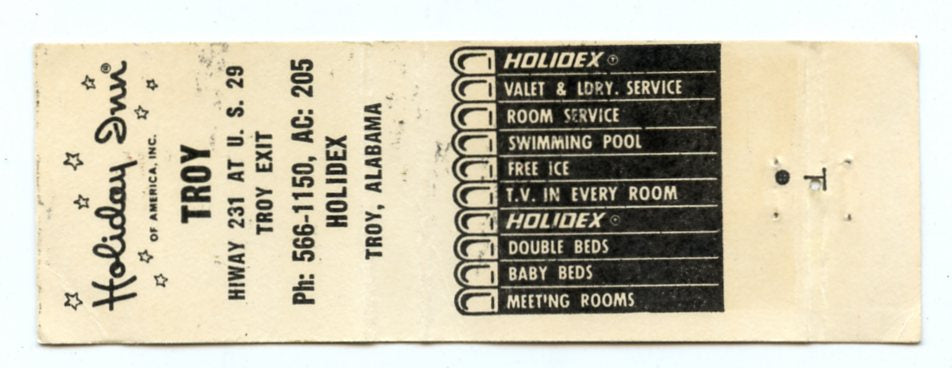 Holiday Inn®
OF AMERICA, INC.
TROY
HIWAY 231 AT U. S. 29
TROY EXIT
Ph: 566-1150, AC: 205
HOLIDEX
TROY, ALABAMA
HOLIDEX
VALET & LDRY. SERVICE
ROOM SERVICE
SWIMMING POOL
FREE ICE
T.V. IN EVERY ROOM
HOLIDEX
DOUBLE BEDS
BABY BEDS
MEETING ROOMS